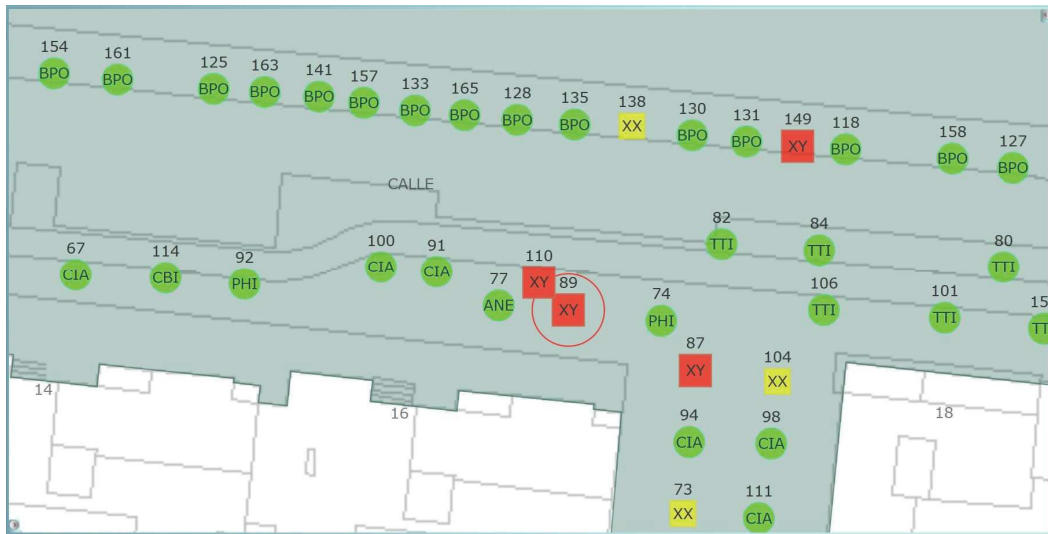 154
BPO
161
BPO
125
BPO
163
BPO
141
BPO
157
BPO
133
BPO
165
BPO
128
BPO
135
BPO
138
XX
130
BPO
131
BPO
149
XY
118
BPO
158
BPO
127
BPO
CALLE
82
TTI
84
TTI
80
TTI
67
CIA
114
CBI
92
PHI
100
CIA
91
CIA
77
ANE
110
XY
89
XY
74
PHI
106
TTI
101
TTI
87
XY
104
XX
14
16
18
94
CIA
98
CIA
73
XX
111
CIA